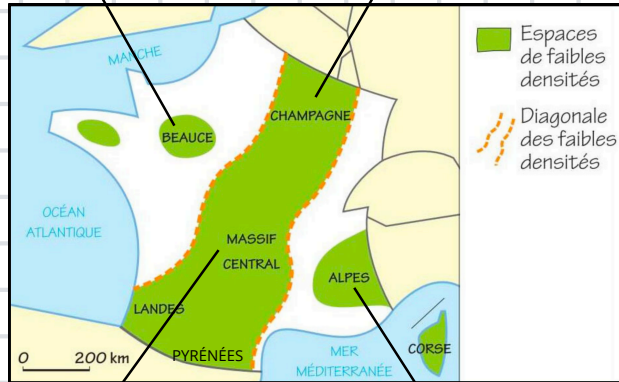 MANCHE
CHAMPAGNE
BEAUCE
OCÉAN
ATLANTIQUE
MASSIF
CENTRAL
ALPES
LANDES
PYRÉNÉES
CORSE
MER
MÉDITERRANÉE
0 200 km
Espaces
de faibles
densités
Diagonale
des faibles
densités